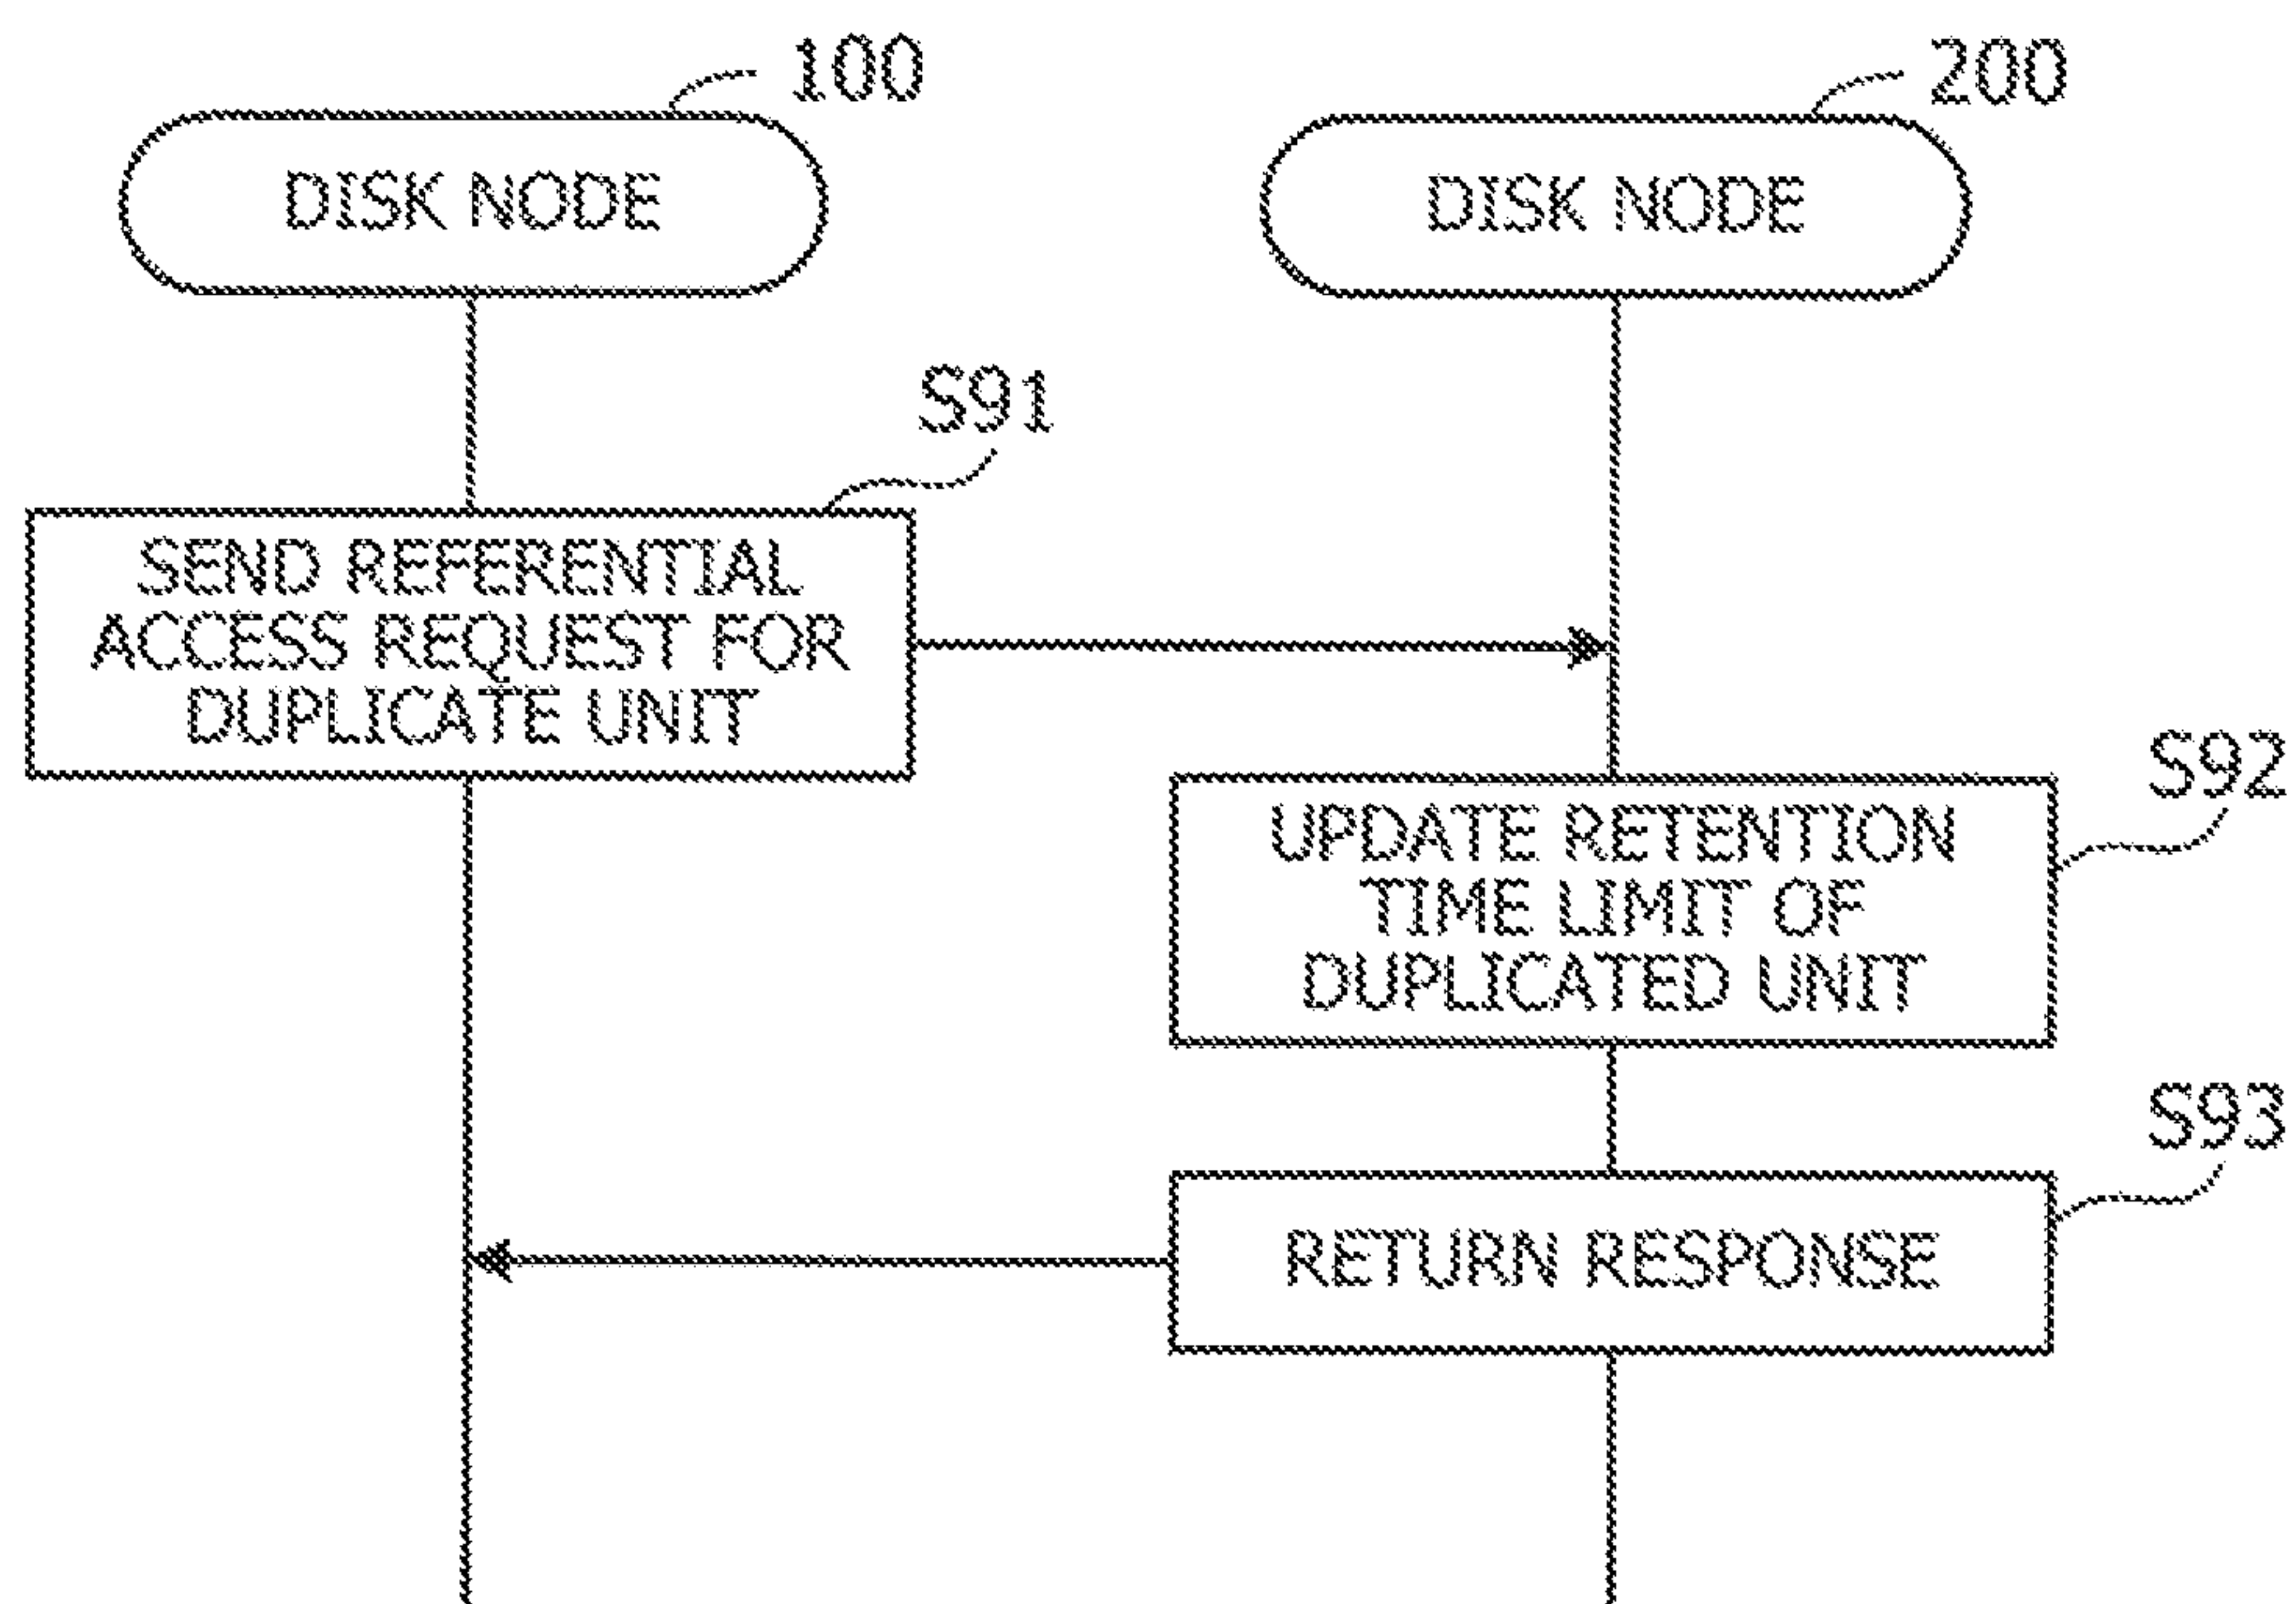 100
200
DISK NODE
DISK NODE
S91
SEND REFERENTIAL
ACCESS REQUEST FOR
DUPLICATE UNIT
S92
UPDATE RETENTION
TIME LIMIT OF
DUPLICATED UNIT
S93
RETURN RESPONSE